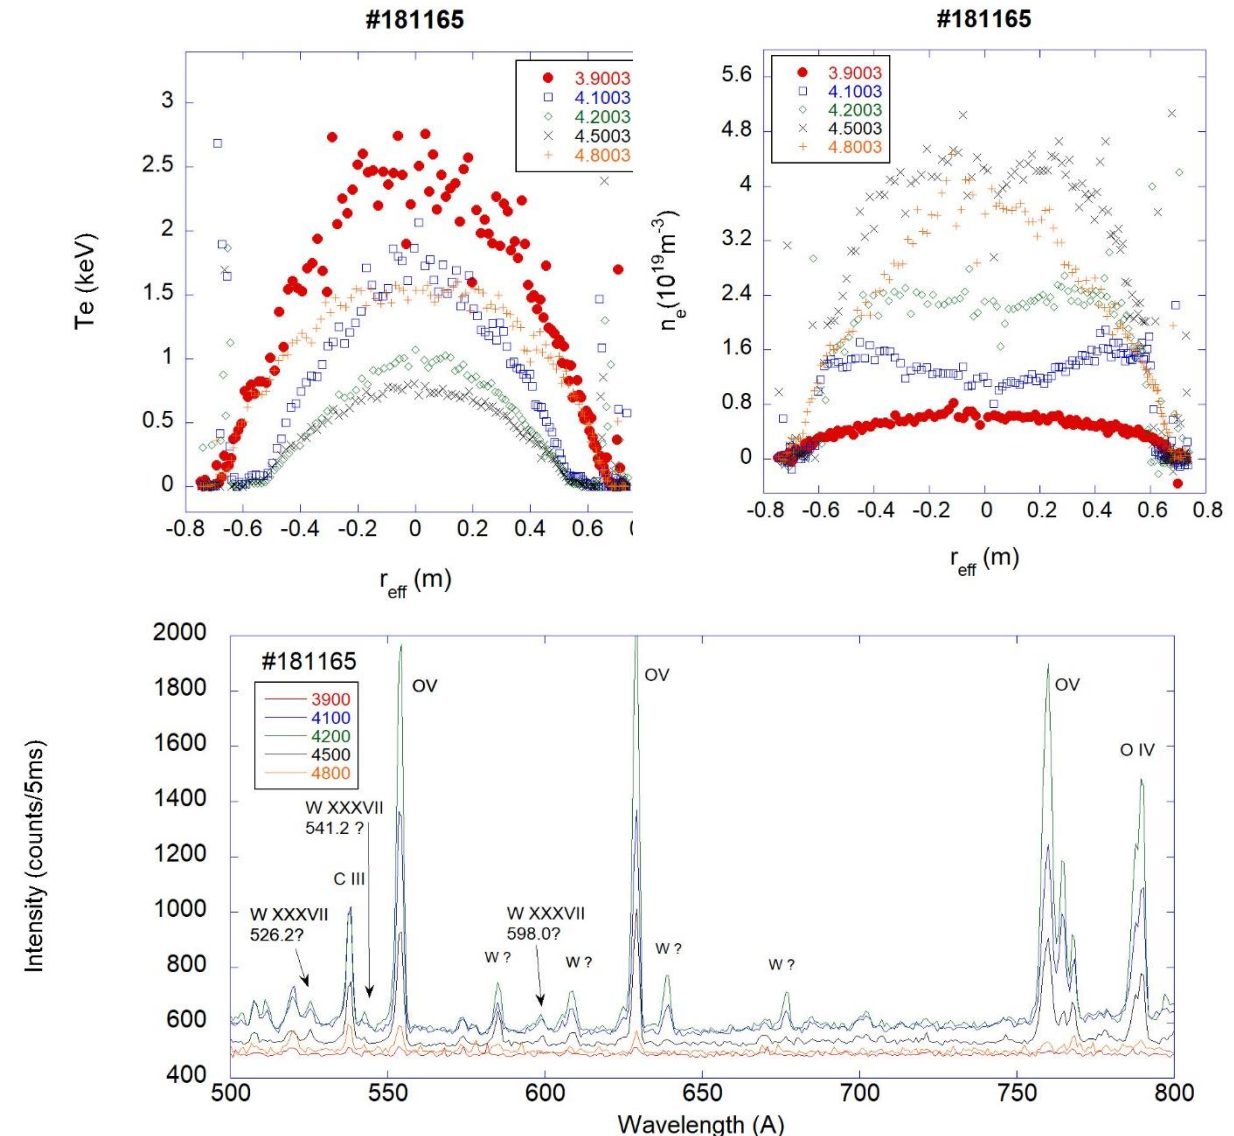 #181165
3.9003
4.1003
4.2003
4.5003
4.8003
3
2.5
2
1.5
1
0.5
0
Te (keV)
-0.8 -0.6 -0.4 -0.2 0 0.2 0.4 0.6
r_eff (m)
#181165
3.9003
4.1003
4.2003
4.5003
4.8003
5.6
4.8
4
3.2
2.4
1.6
0.8
0
n_e(10^19m^-3)
-0.8 -0.6 -0.4 -0.2 0 0.2 0.4 0.6 0.8
r_eff (m)
2000
1800
1600
1400
1200
1000
800
600
400
Intensity (counts/5ms)
#181165
3900
4100
4200
4500
4800
W XXXVII
541.2 ?
C III
W XXXVII
526.2?
OV
W ?
W XXXVII
598.0?
W ?
OV
W ?
W ?
OV
O IV
500 550 600 650 700 750 800
Wavelength (A)